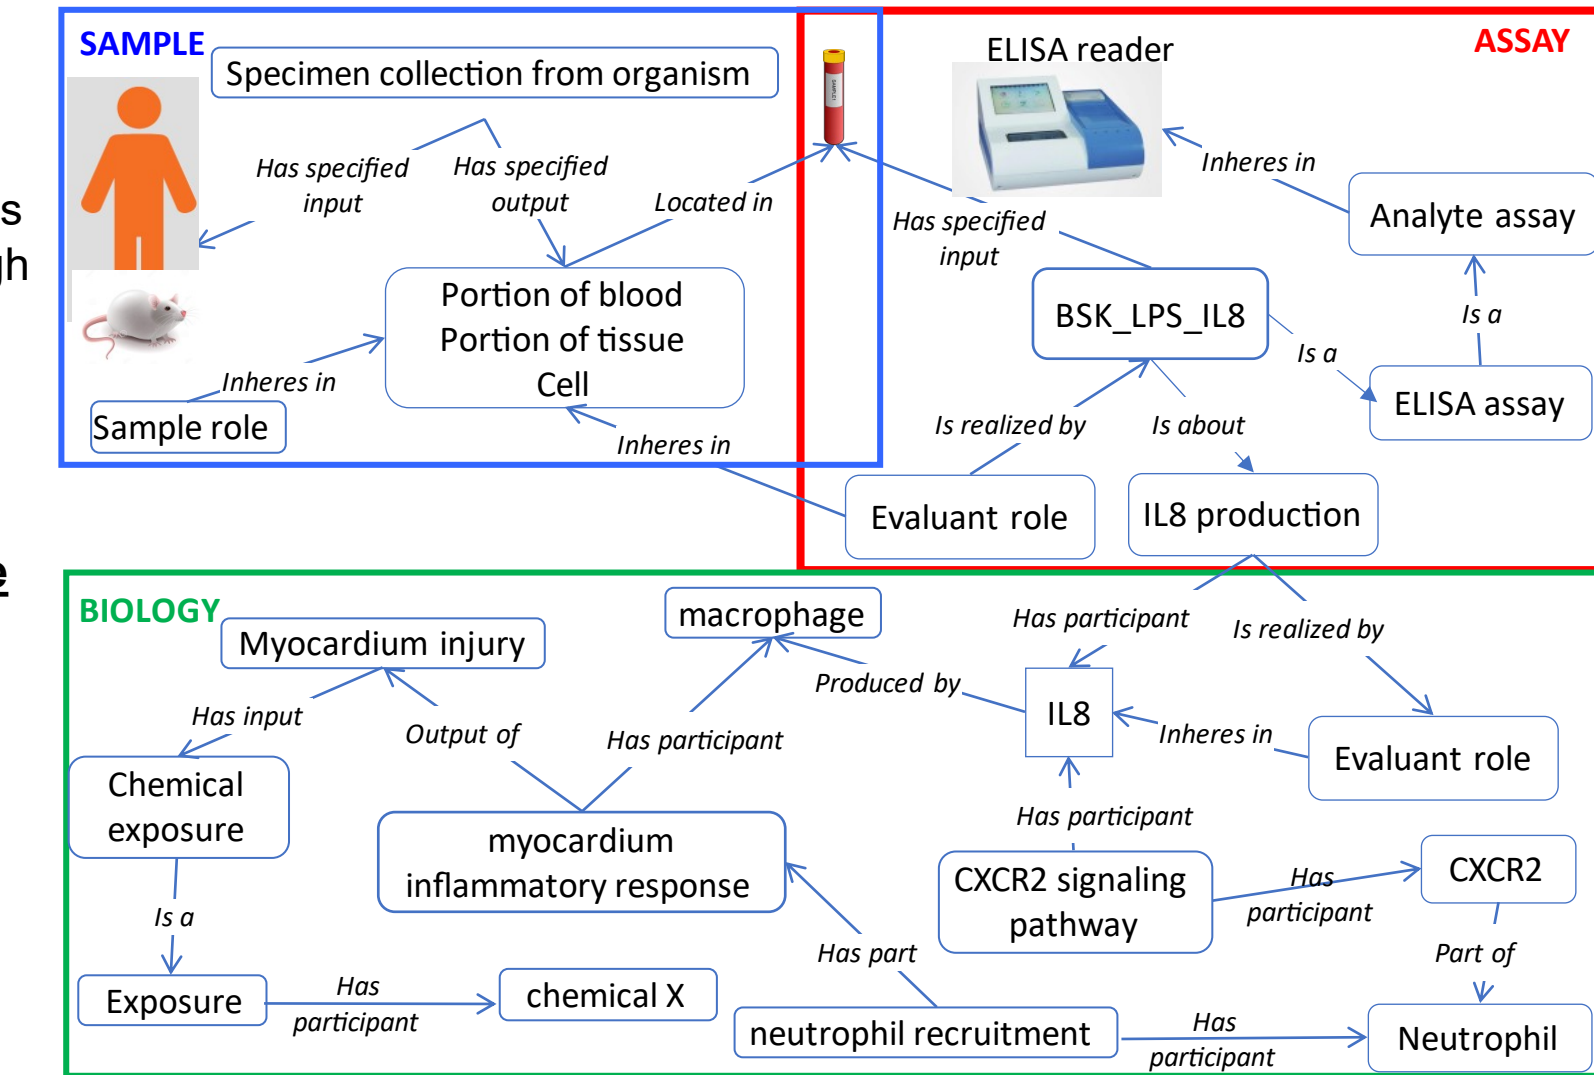 s
gh
e
SAMPLE
Specimen collection from organism
Has specified
input
Has specified
output
Located in
Portion of blood
Portion of tissue
Cell
Inheres in
Sample role
Inheres in
ELISA reader
ASSAY
Inheres in
Has specified
input
Analyte assay
BSK_LPS_IL8
Is a
Is a
ELISA assay
Is realized by
Is about
Evaluant role
IL8 production
BIOLOGY
Myocardium injury
macrophage
Has participant
Is realized by
Produced by
IL8
Has input
Output of
Has participant
Inheres in
Evaluant role
Chemical
exposure
myocardium
inflammatory response
Has participant
CXCR2 signaling
pathway
Has
participant
CXCR2
Is a
Has part
Part of
Exposure
Has
participant
chemical X
neutrophil recruitment
Has
participant
Neutrophil